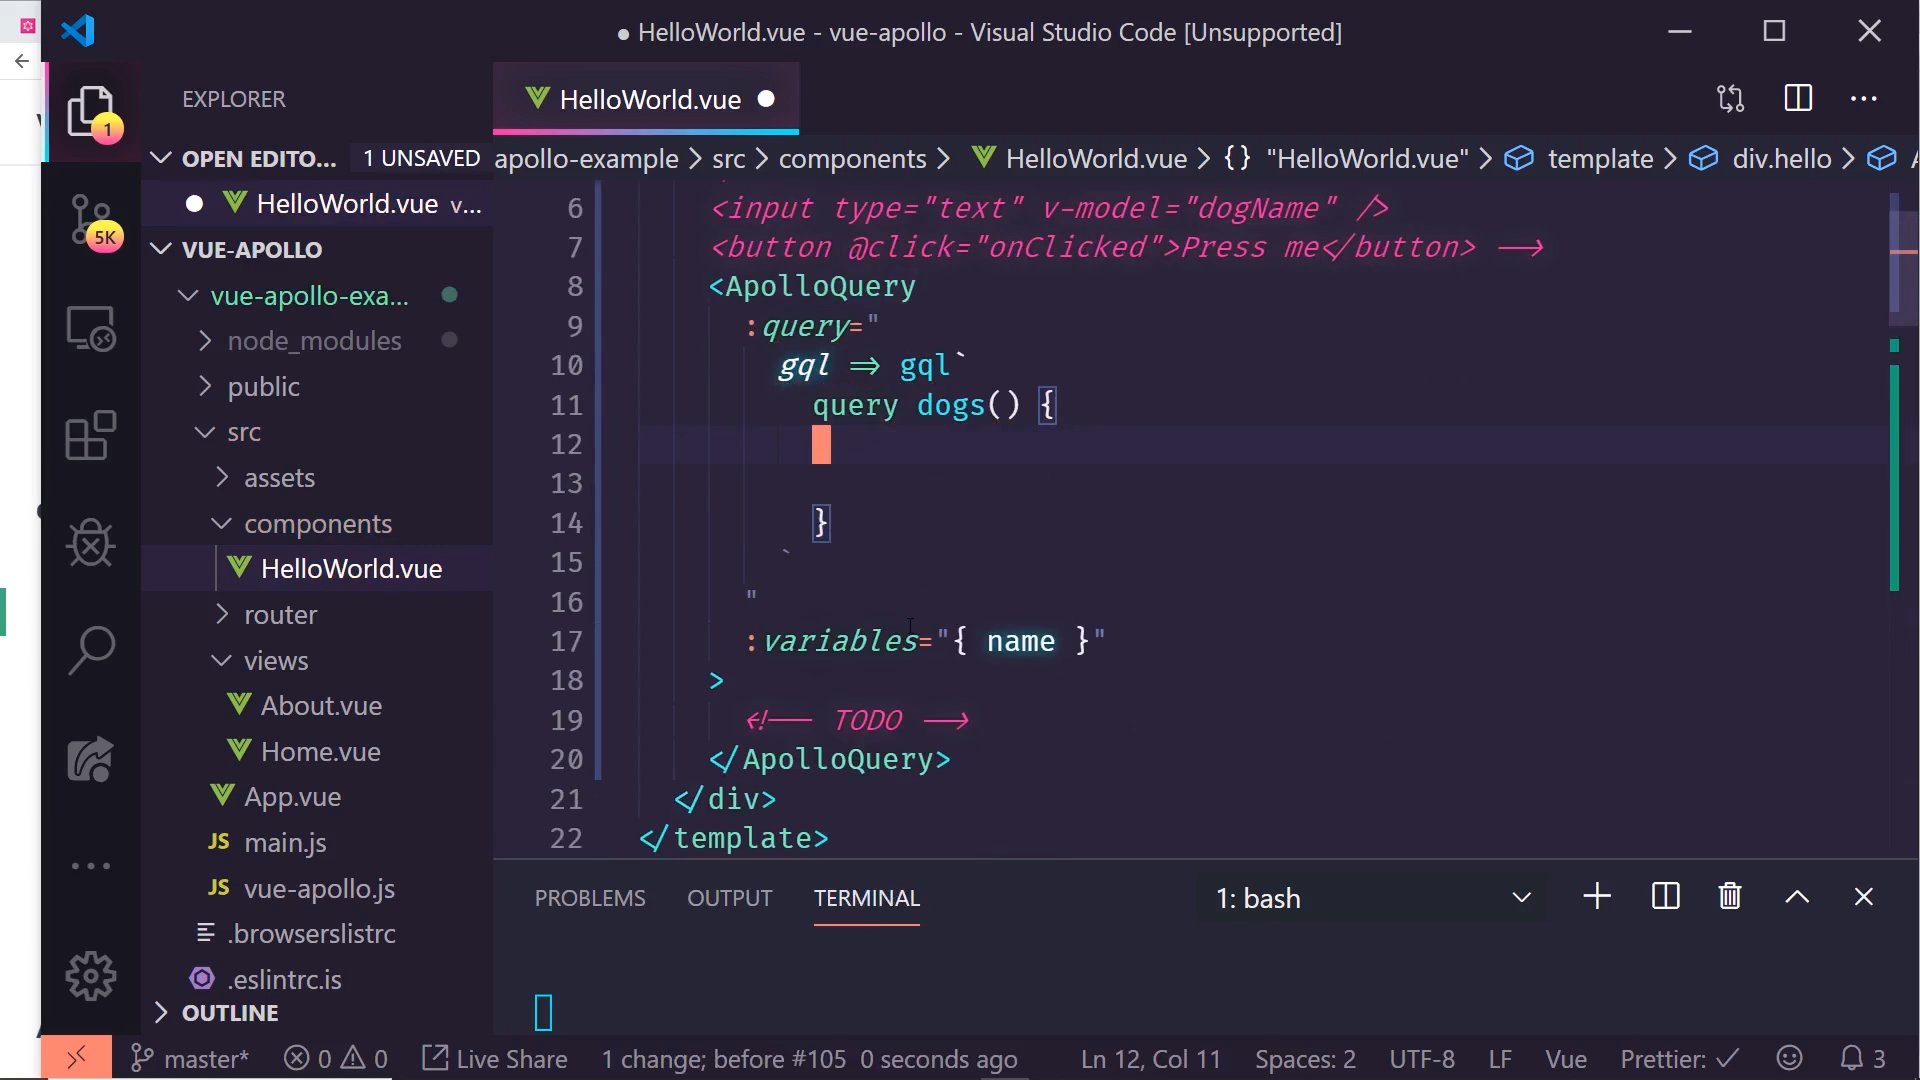 ● HelloWorld.vue - vue-apollo - Visual Studio Code [Unsupported]
EXPLORER
1
OPEN EDITO... 1 UNSAVED
● HelloWorld.vue v...
5K
VUE-APOLLO
vue-apollo-exa...
node_modules
public
src
assets
components
HelloWorld.vue
router
views
About.vue
Home.vue
App.vue
JS main.js
JS vue-apollo.js
.browserslistrc
.eslintrc.js
OUTLINE
HelloWorld.vue ●
apollo-example > src > components > HelloWorld.vue > {} "HelloWorld.vue" > template > div.hello >
6 <input type="text" v-model="dogName" />
7 <button @click="onClicked">Press me</button> -->
8 <ApolloQuery
9 :query="
10 gql => gql`
11 query dogs() {
12
13
14 }
15 `
16 "
17 :variables="{ name }"
18 >
19 <!-- TODO -->
20 </ApolloQuery>
21 </div>
22 </template>
PROBLEMS OUTPUT TERMINAL 1: bash
master* 0 0 Live Share 1 change; before #105 0 seconds ago Ln 12, Col 11 Spaces: 2 UTF-8 LF Vue Prettier: ✓ 3